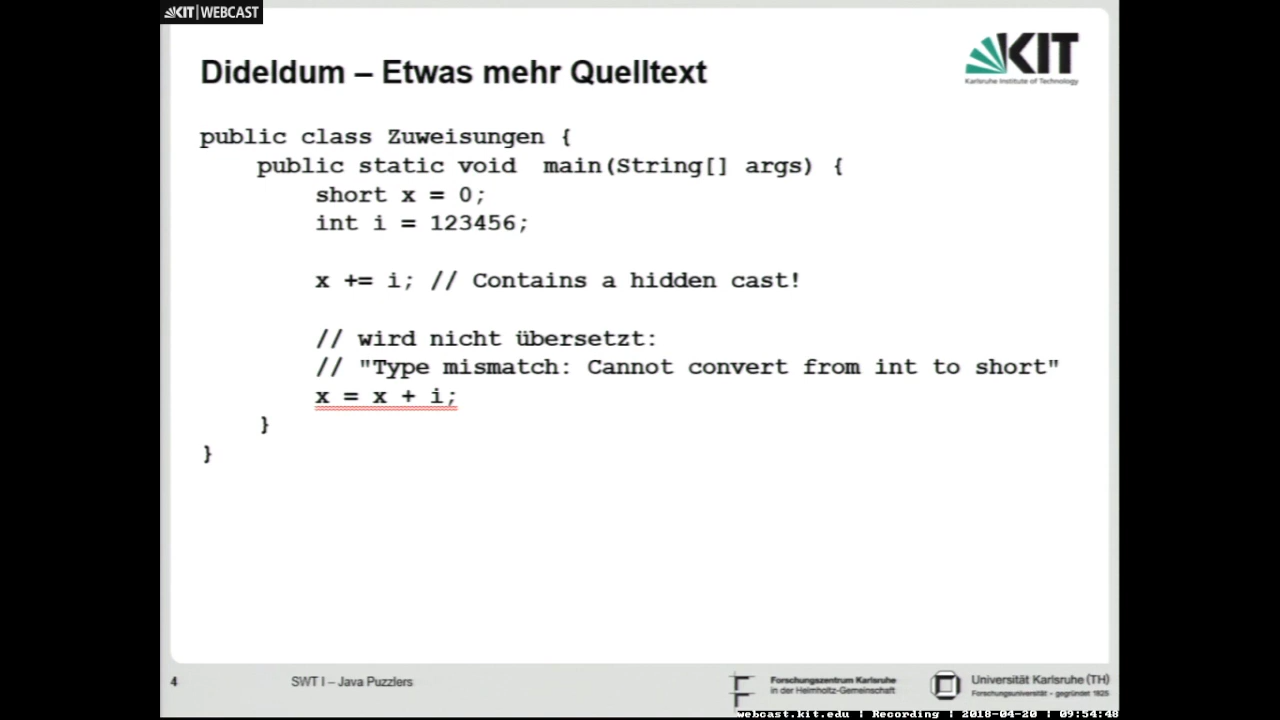 KIT | WEBCAST
KIT
Karlsruhe Institute of Technology
Dideldum – Etwas mehr Quelltext
public class Zuweisungen {
    public static void  main(String[] args) {
        short x = 0;
        int i = 123456;
        x += i; // Contains a hidden cast!
        // wird nicht übersetzt:
        // "Type mismatch: Cannot convert from int to short"
        x = x + i;
    }
}
4
SWT I – Java Puzzlers
Forschungszentrum Karlsruhe
in der Helmholtz-Gemeinschaft
Universität Karlsruhe (TH)
Forschungsuniversität • gegründet 1825
webcast.kit.edu | Recording | 2018-04-20 | 09:54:48